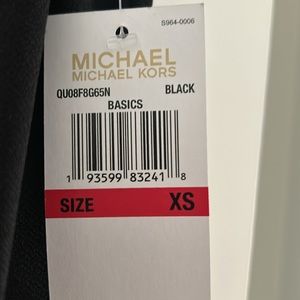 S964-0006
MICHAEL
MICHAEL KORS
QU08F8G65N BLACK
BASICS
1 93599 83241 8
SIZE XS